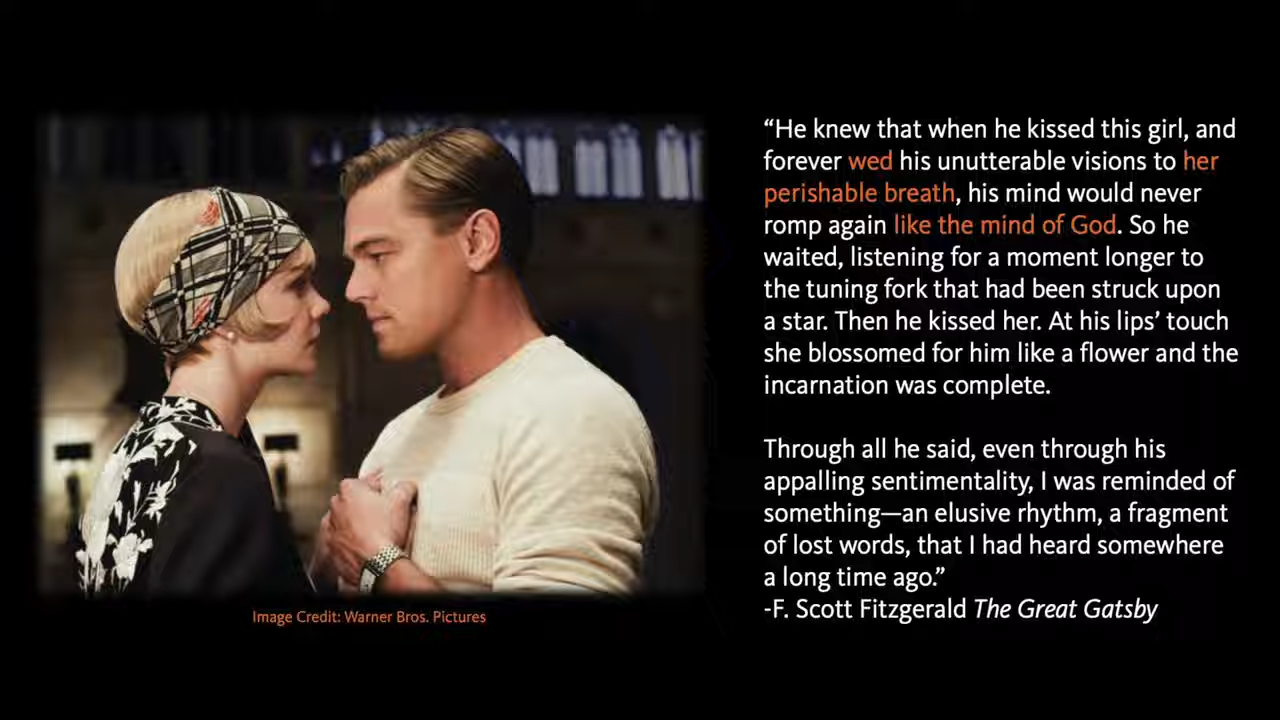 “He knew that when he kissed this girl, and
forever wed his unutterable visions to her
perishable breath, his mind would never
romp again like the mind of God. So he
waited, listening for a moment longer to
the tuning fork that had been struck upon
a star. Then he kissed her. At his lips’ touch
she blossomed for him like a flower and the
incarnation was complete.
Through all he said, even through his
appalling sentimentality, I was reminded of
something—an elusive rhythm, a fragment
of lost words, that I had heard somewhere
a long time ago.”
-F. Scott Fitzgerald The Great Gatsby
Image Credit: Warner Bros. Pictures